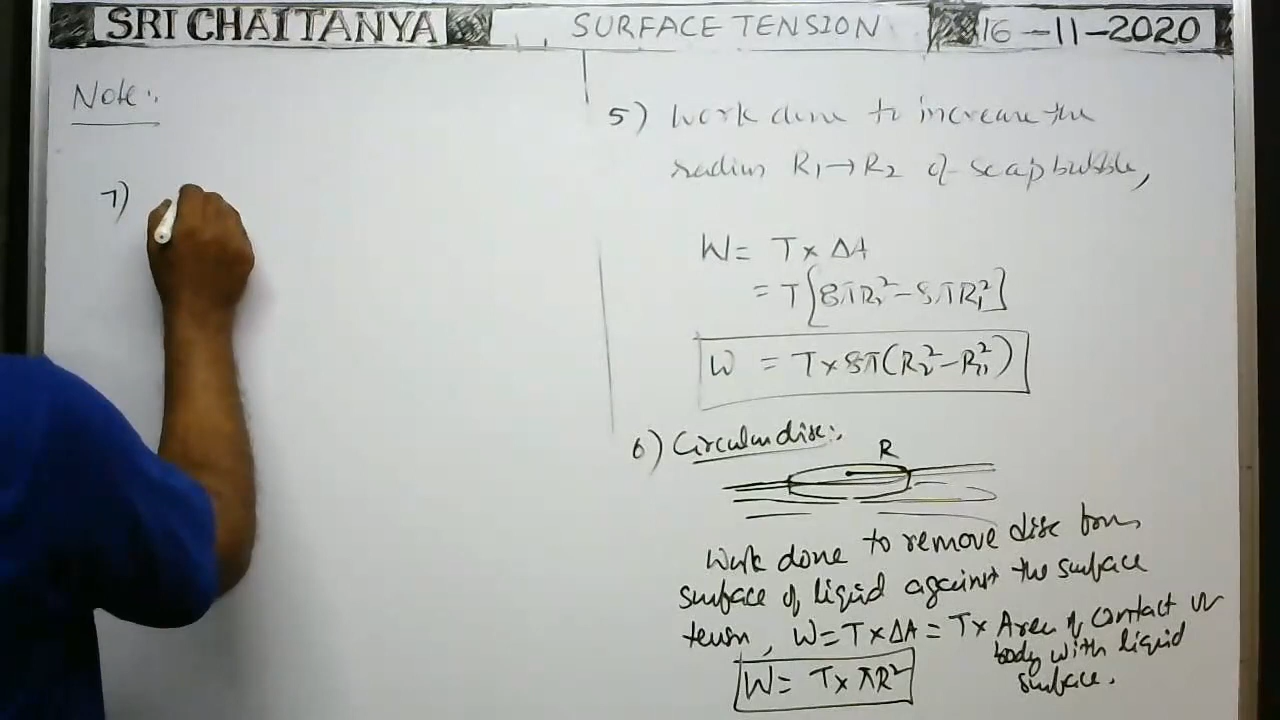 SRI CHAITANYA
SURFACE TENSION
16-11-2020
Note:.
7)
5) Work done to increase the
radius R₁→R₂ of soap bubble,
W = T × ΔA
= T[8πR₂² - 8πR₁²]
W = T × 8π(R₂² - R₁²)
6) Circular disc:.
R
Work done to remove disc from
surface of liquid against the surface
tension, W = T × ΔA = T × Area of contact of
body with liquid
surface.
W = T × πR²